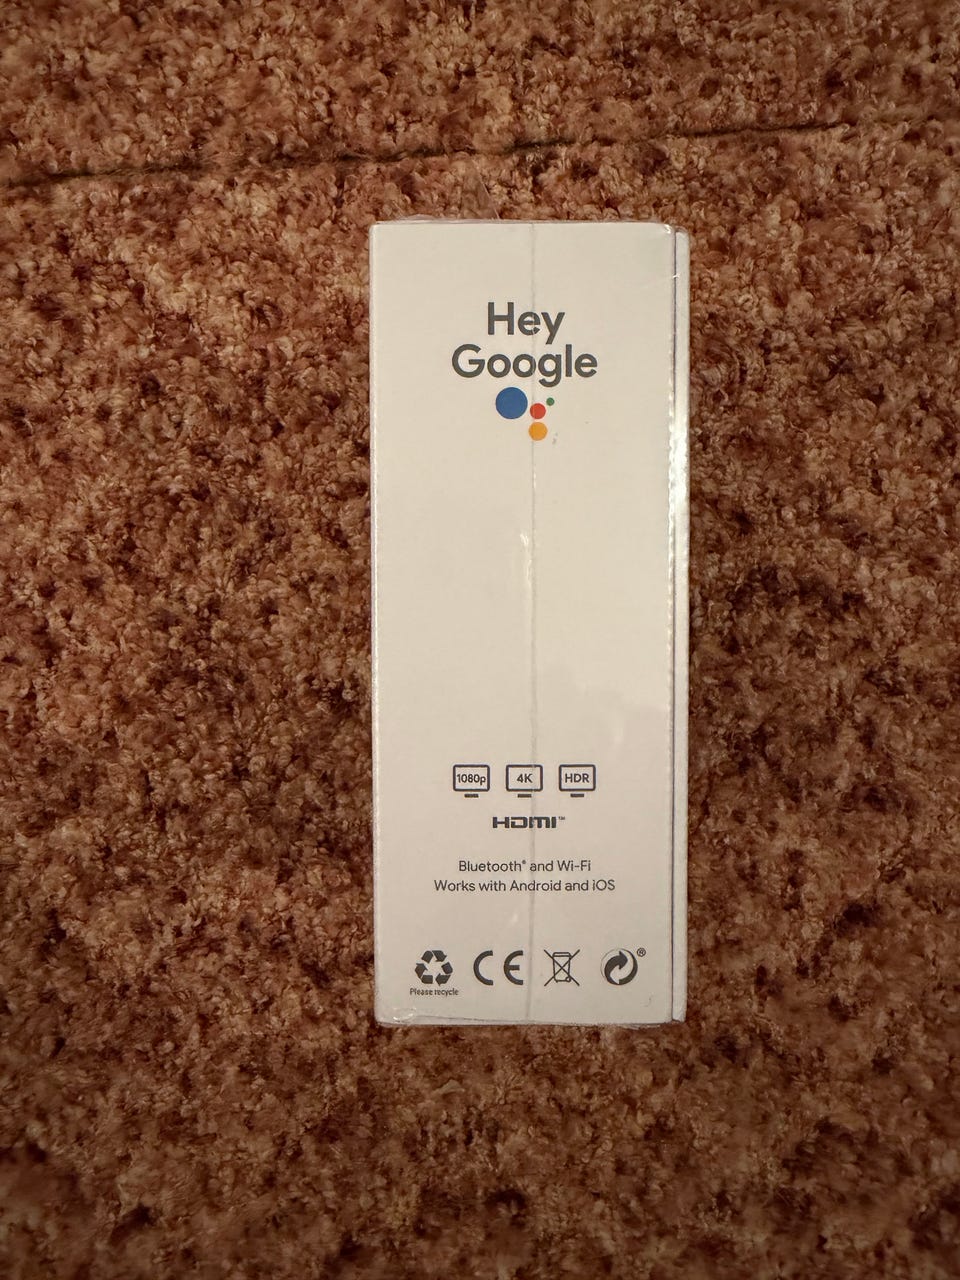 Hey
Google
1080p 4K HDR
HDMI™
Bluetooth® and Wi-Fi
Works with Android and iOS
CE ®
Please recycle